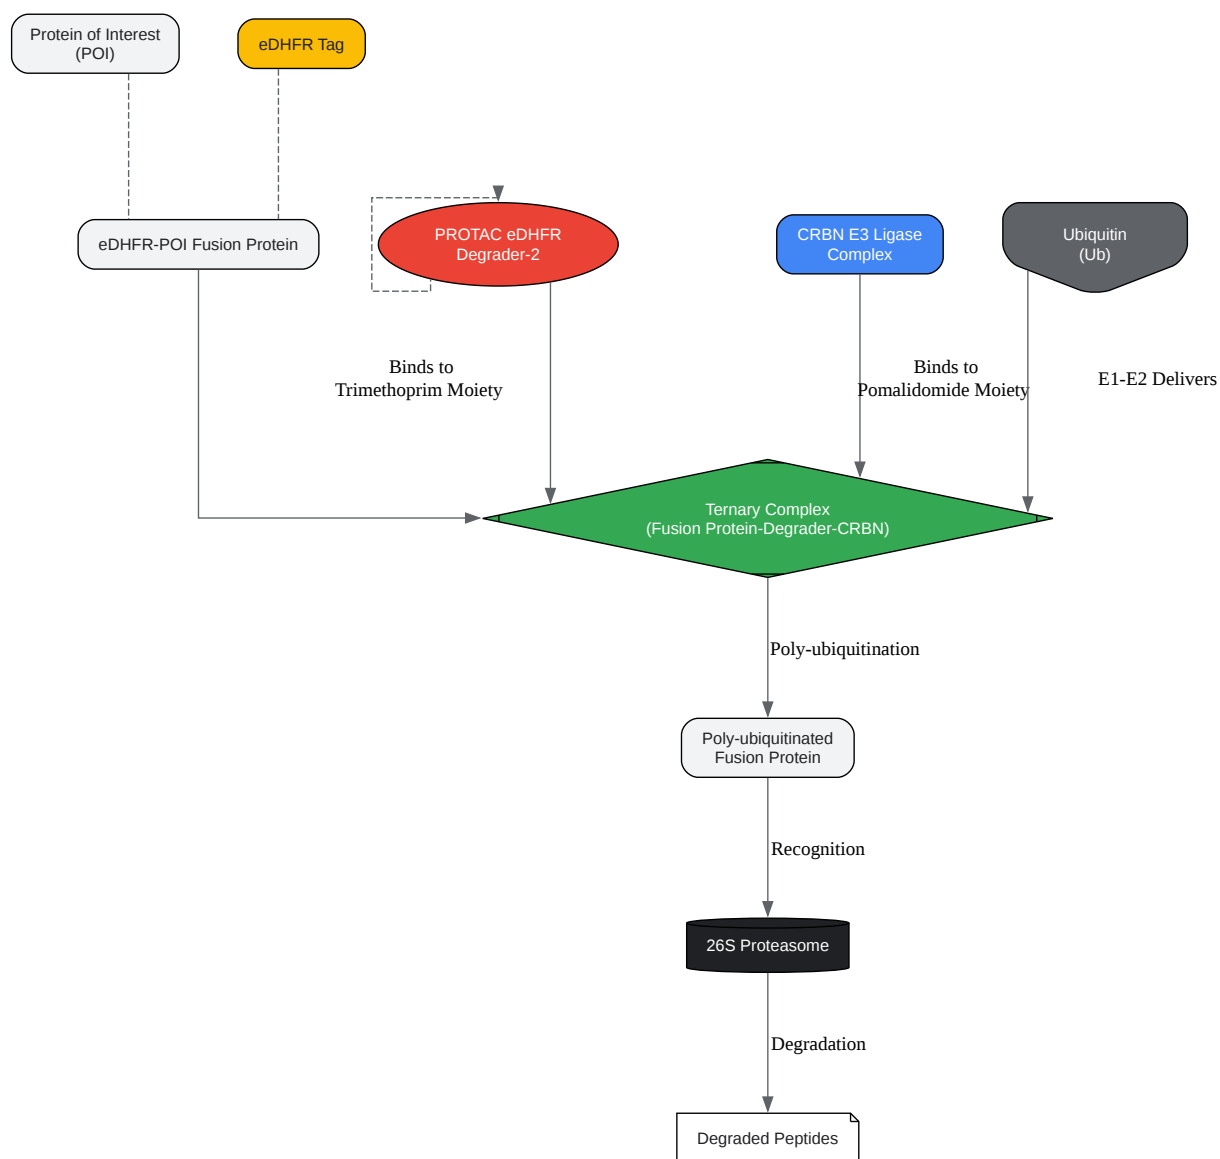 Protein of Interest
(POI)
eDHFR Tag
eDHFR-POI Fusion Protein
PROTAC eDHFR
Degrader-2
CRBN E3 Ligase
Complex
Ubiquitin
(Ub)
Binds to
Trimethoprim Moiety
Binds to
Pomalidomide Moiety
E1-E2 Delivers
Ternary Complex
(Fusion Protein-Degrader-CRBN)
Poly-ubiquitination
Poly-ubiquitinated
Fusion Protein
Recognition
26S Proteasome
Degradation
Degraded Peptides